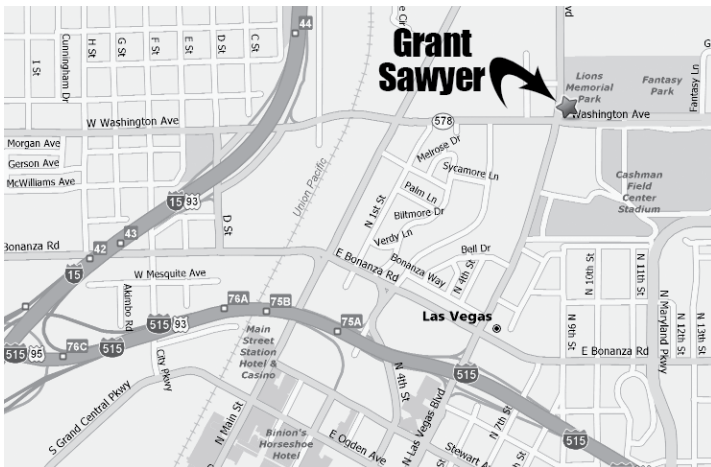 44
e Cir
lvd
Grant
Sawyer
I St
Cunningham Dr
H St
G St
F St
E St
D St
C St
Lions
Memorial
Park
Fantasy
Park
Fantasy Ln
G
W Washington Ave
578
Washington Ave
Morgan Ave
Gerson Ave
McWilliams Ave
Melrose Dr
Sycamore Ln
Palm Ln
Biltmore Dr
Verdy Ln
N 1st St
Union Pacific
Cashman
Field
Center
Stadium
15 93
D St
43
42
Bonanza Rd
15
E Bonanza Rd
Bonanza Way
Bell Dr
N 4th St
N 10th St
N 11th St
W Mesquite Ave
Akimbo Rd
76A
75B
75A
Las Vegas
N 9th St
N Maryland Pkwy
N 12th St
N 13th St
515 93
515 95
76C
515
City Pkwy
Main
Street
Station
Hotel &
Casino
E Bonanza Rd
515
N 4th St
N Las Vegas Blvd
N 7th St
S Grand Central Pkwy
N Main St
Binion's
Horseshoe
Hotel
E Ogden Ave
Stewart A
515